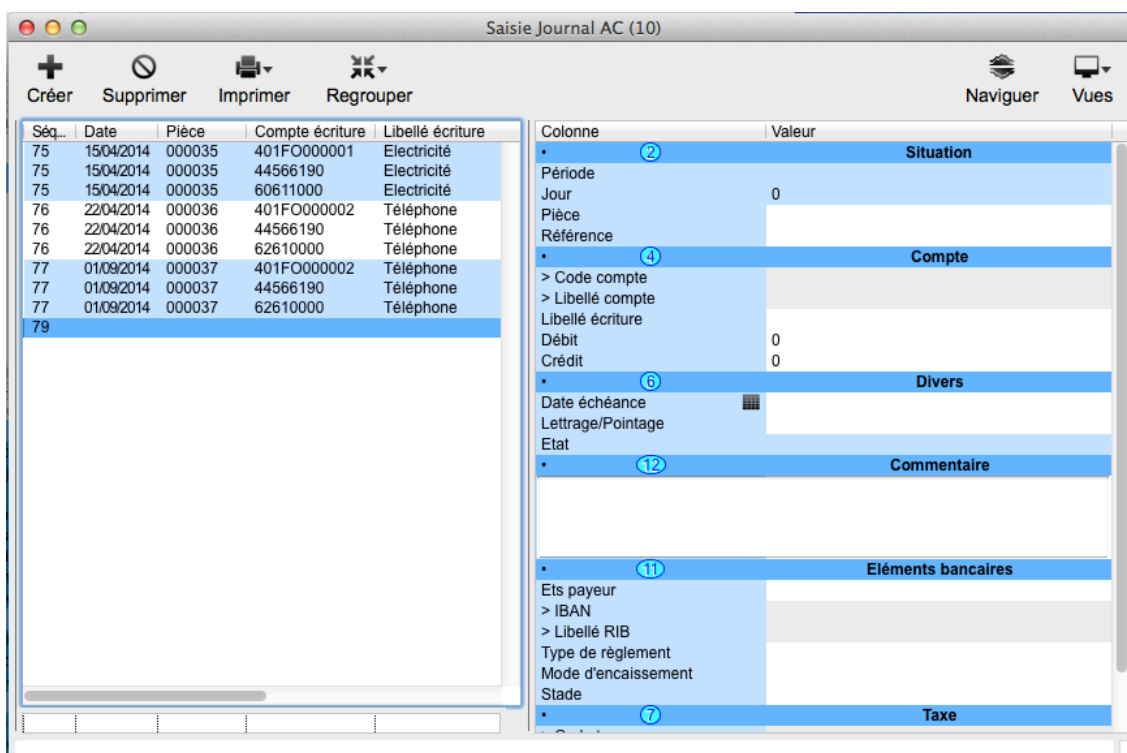 Saisie Journal AC (10)
Créer Supprimer Imprimer Regrouper Naviguer Vues
Séq... Date Pièce Compte écriture Libellé écriture
75 15/04/2014 000035 401FO000001 Electricité
75 15/04/2014 000035 44566190 Electricité
75 15/04/2014 000035 60611000 Electricité
76 22/04/2014 000036 401FO000002 Téléphone
76 22/04/2014 000036 44566190 Téléphone
76 22/04/2014 000036 62610000 Téléphone
77 01/09/2014 000037 401FO000002 Téléphone
77 01/09/2014 000037 44566190 Téléphone
77 01/09/2014 000037 62610000 Téléphone
79
Colonne Valeur
• 2 Situation
Période
Jour 0
Pièce
Référence
• 4 Compte
> Code compte
> Libellé compte
Libellé écriture
Débit 0
Crédit 0
• 6 Divers
Date échéance
Lettrage/Pointage
Etat
• 12 Commentaire
• 11 Eléments bancaires
Ets payeur
> IBAN
> Libellé RIB
Type de règlement
Mode d'encaissement
Stade
• 7 Taxe